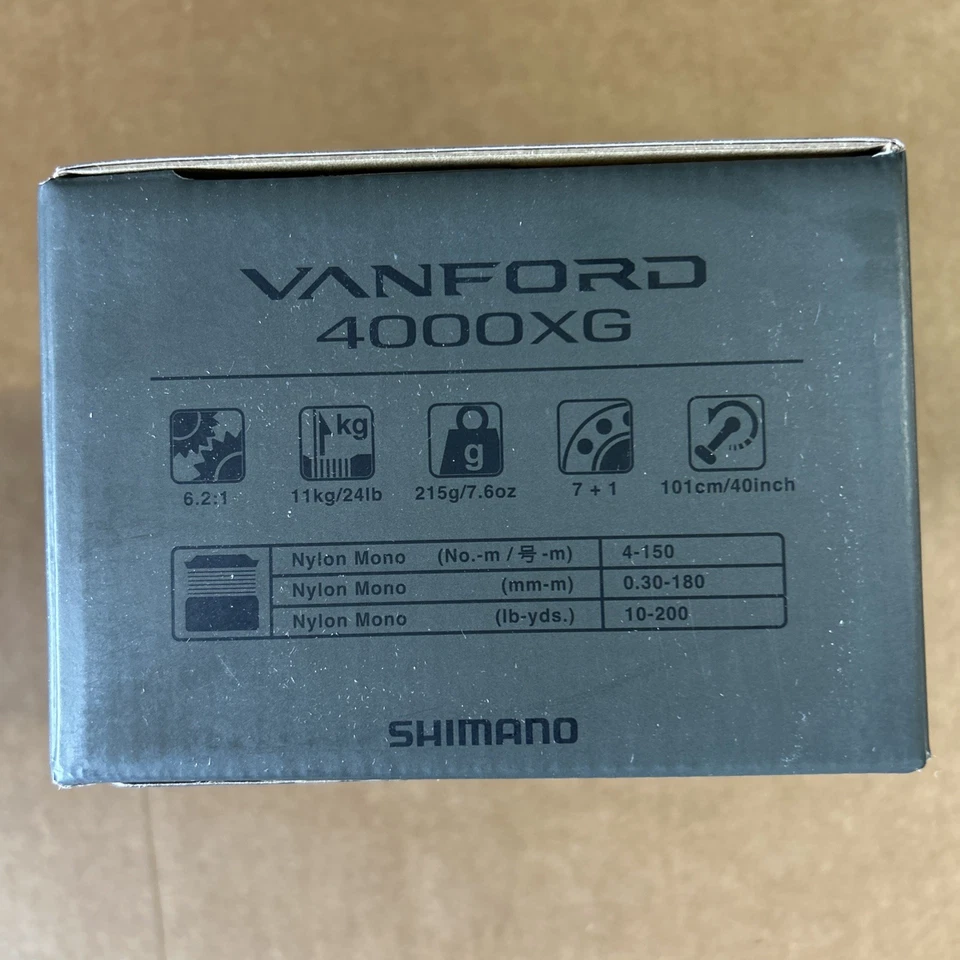 VANFORD
4000XG
kg g
6.2:1 11kg/24lb 215g/7.6oz 7 + 1 101cm/40inch
Nylon Mono (No.-m / 号 -m) 4-150
Nylon Mono (mm-m) 0.30-180
Nylon Mono (lb-yds.) 10-200
SHIMANO